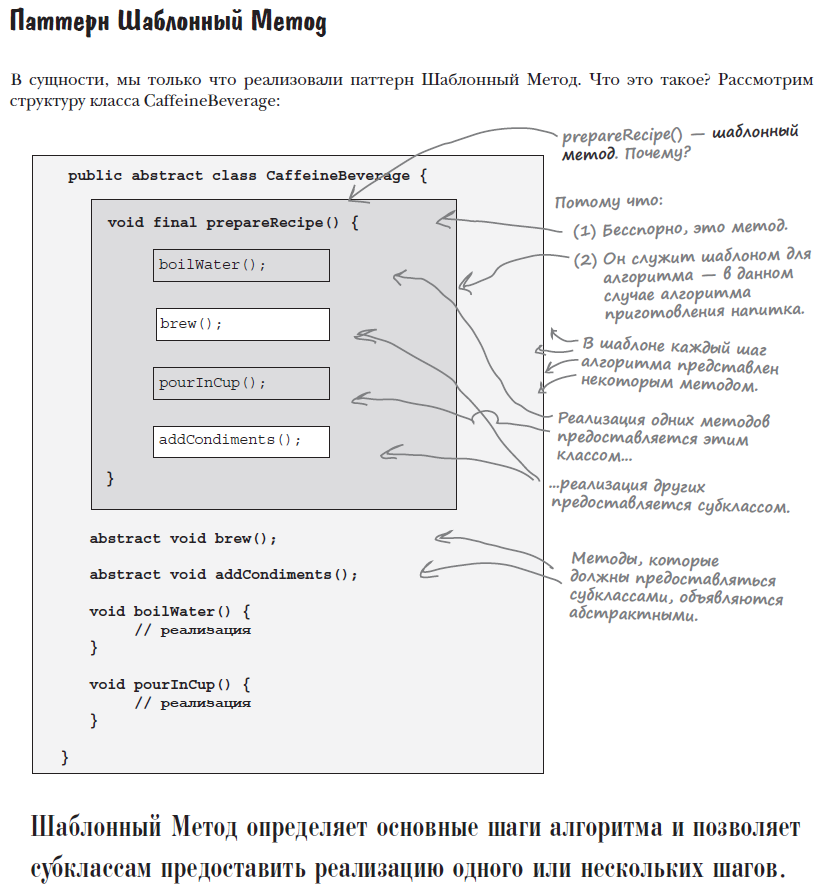 Паттерн Шаблонный Метод
В сущности, мы только что реализовали паттерн Шаблонный Метод. Что это такое? Рассмотрим
структуру класса CaffeineBeverage:
prepareRecipe() — шаблонный
метод. Почему?
public abstract class CaffeineBeverage {
void final prepareRecipe() {
boilWater();
brew();
pourInCup();
addCondiments();
}
Потому что:
(1) Бесспорно, это метод.
(2) Он служит шаблоном для
алгоритма — в данном
случае алгоритма
приготовления напитка.
В шаблоне каждый шаг
алгоритма представлен
некоторым методом.
Реализация одних методов
предоставляется этим
классом...
...реализация других
предоставляется субклассом.
abstract void brew();
abstract void addCondiments();
Методы, которые
должны предоставляться
субклассами, объявляются
абстрактными.
void boilWater() {
// реализация
}
void pourInCup() {
// реализация
}
}
Шаблонный Метод определяет основные шаги алгоритма и позволяет
субклассам предоставить реализацию одного или нескольких шагов.